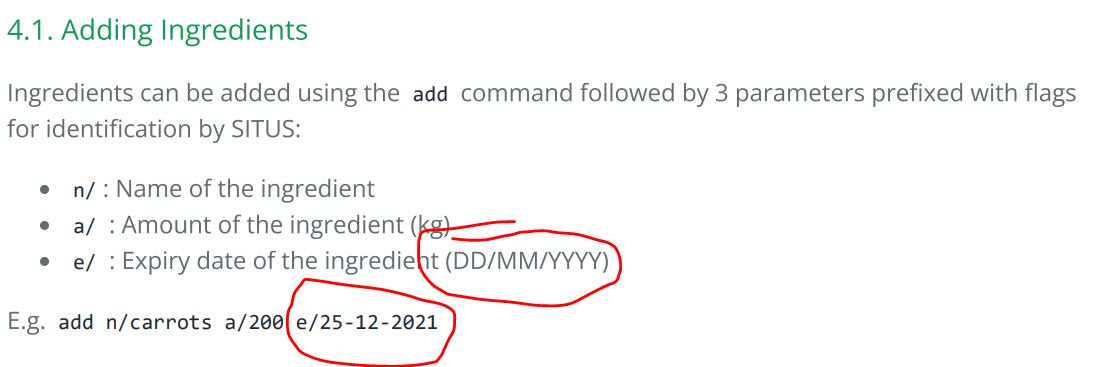 4.1. Adding Ingredients
Ingredients can be added using the add command followed by 3 parameters prefixed with flags
for identification by SITUS:
• n/ : Name of the ingredient
• a/ : Amount of the ingredient (kg)
• e/ : Expiry date of the ingredient (DD/MM/YYYY)
E.g. add n/carrots a/200 e/25-12-2021